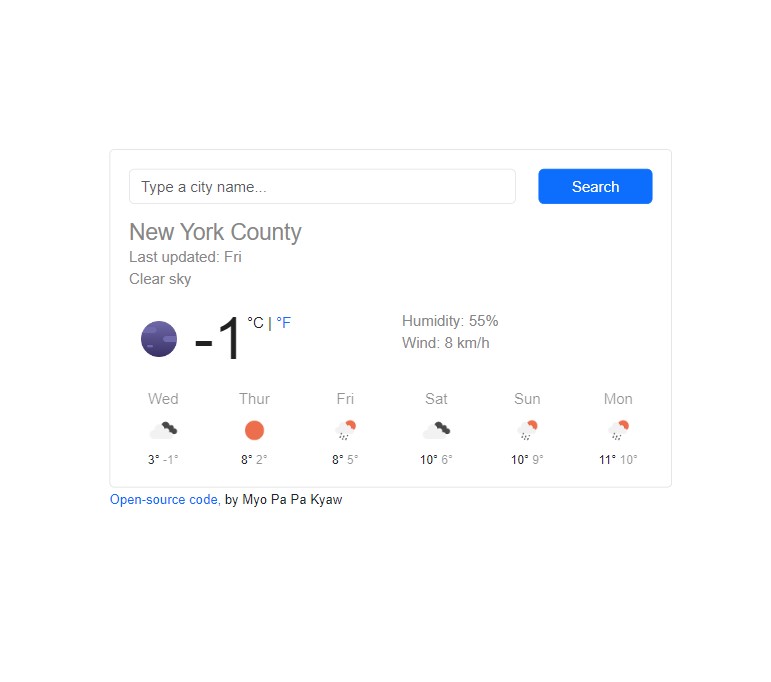 Type a city name...
Search
New York County
Last updated: Fri
Clear sky
-1 °C | °F
Humidity: 55%
Wind: 8 km/h
Wed Thur Fri Sat Sun Mon
3° -1° 8° 2° 8° 5° 10° 6° 10° 9° 11° 10°
Open-source code, by Myo Pa Pa Kyaw